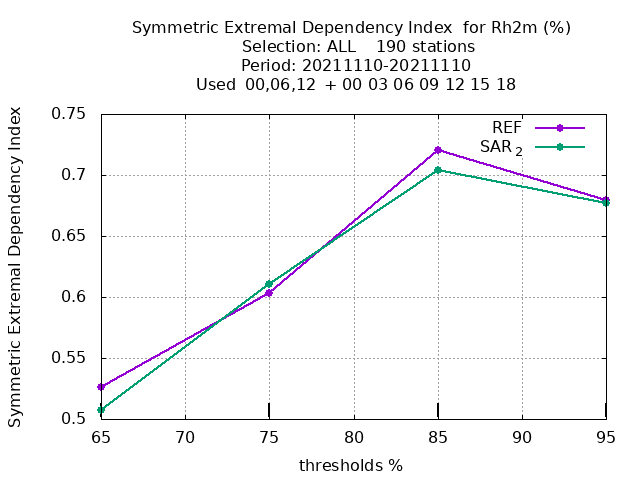 Symmetric Extremal Dependency Index  for Rh2m (%)
Selection: ALL    190 stations
Period: 20211110-20211110
Used  00,06,12  + 00 03 06 09 12 15 18
Symmetric Extremal Dependency Index
0.75
0.7
0.65
0.6
0.55
0.5
REF
SAR 2
65 70 75 80 85 90 95
thresholds %